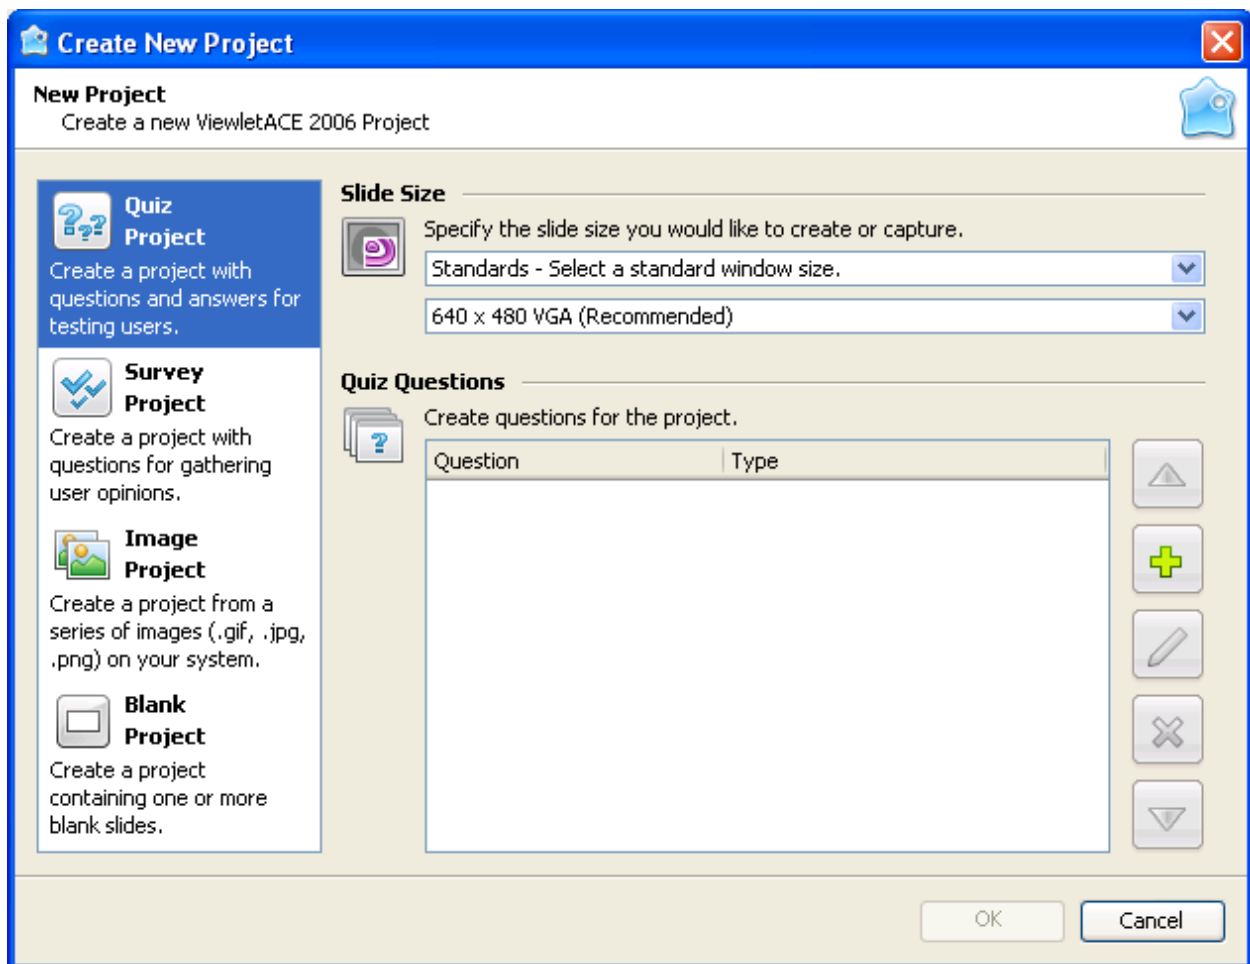 Create New Project
New Project
Create a new ViewletACE 2006 Project
Quiz
Project
Create a project with
questions and answers for
testing users.
Survey
Project
Create a project with
questions for gathering
user opinions.
Image
Project
Create a project from a
series of images (.gif, .jpg,
.png) on your system.
Blank
Project
Create a project
containing one or more
blank slides.
Slide Size
Specify the slide size you would like to create or capture.
Standards - Select a standard window size.
640 x 480 VGA (Recommended)
Quiz Questions
Create questions for the project.
Question Type
OK Cancel